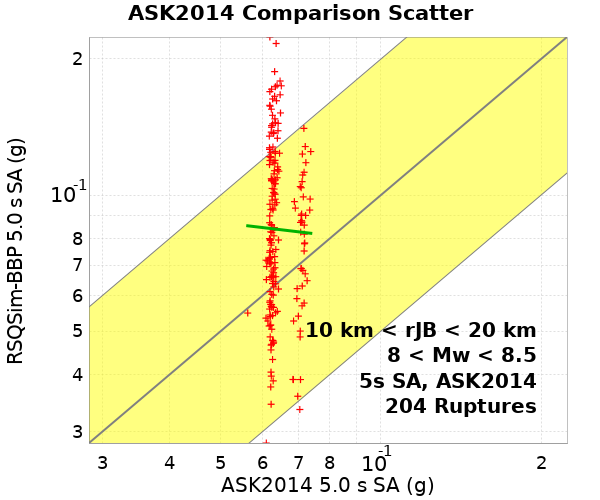 ASK2014 Comparison Scatter
RSQSim-BBP 5.0 s SA (g)
2
10-1
8
7
6
5
4
3
10 km < rJB < 20 km
8 < Mw < 8.5
5s SA, ASK2014
204 Ruptures
3 4 5 6 7 8 10-1 2
ASK2014 5.0 s SA (g)